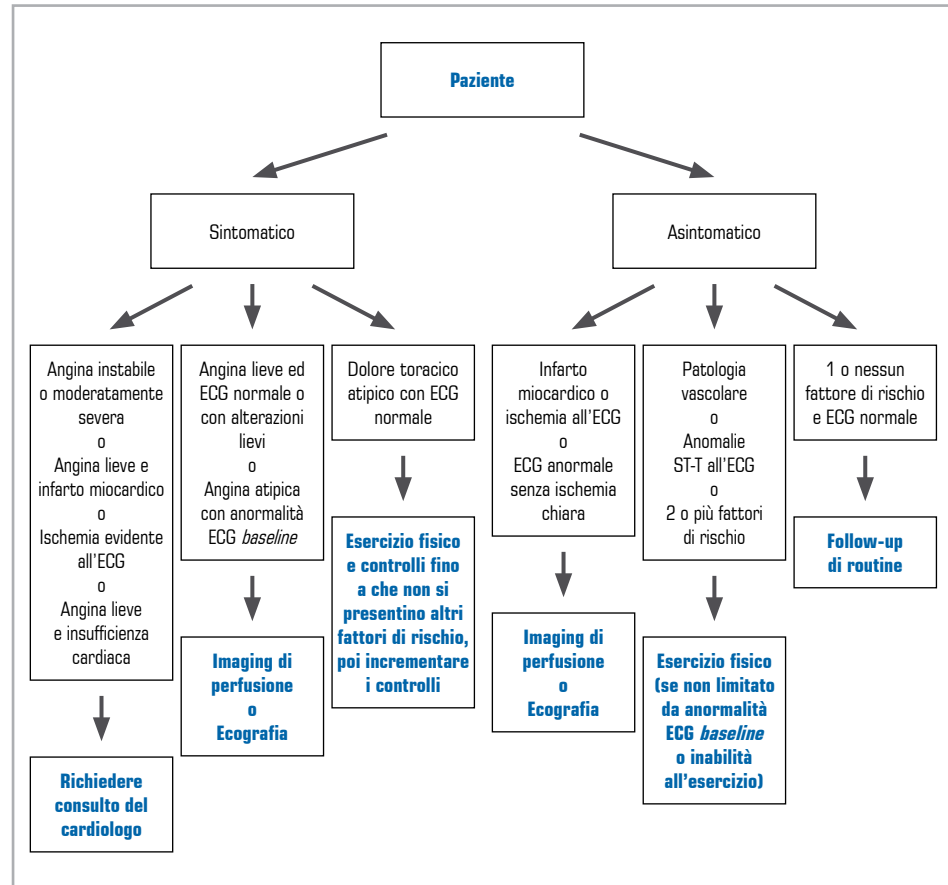 Paziente
Sintomatico
Asintomatico
Angina instabile
o moderatamente
severa
o
Angina lieve e
infarto miocardico
o
Ischemia evidente
all'ECG
o
Angina lieve
e insufficienza
cardiaca
Angina lieve ed
ECG normale o
con alterazioni
lievi
o
Angina atipica
con anormalità
ECG baseline
Dolore toracico
atipico con ECG
normale
Infarto
miocardico o
ischemia all'ECG
o
ECG anormale
senza ischemia
chiara
Patologia
vascolare
o
Anomalie
ST-T all'ECG
o
2 o più fattori
di rischio
1 o nessun
fattore di rischio
e ECG normale
Richiedere
consulto del
cardiologo
Imaging di
perfusione
o
Ecografia
Esercizio fisico
e controlli fino
a che non si
presentino altri
fattori di rischio,
poi incrementare
i controlli
Imaging di
perfusione
o
Ecografia
Esercizio fisico
(se non limitato
da anormalità
ECG baseline
o inabilità
all'esercizio)
Follow-up
di routine